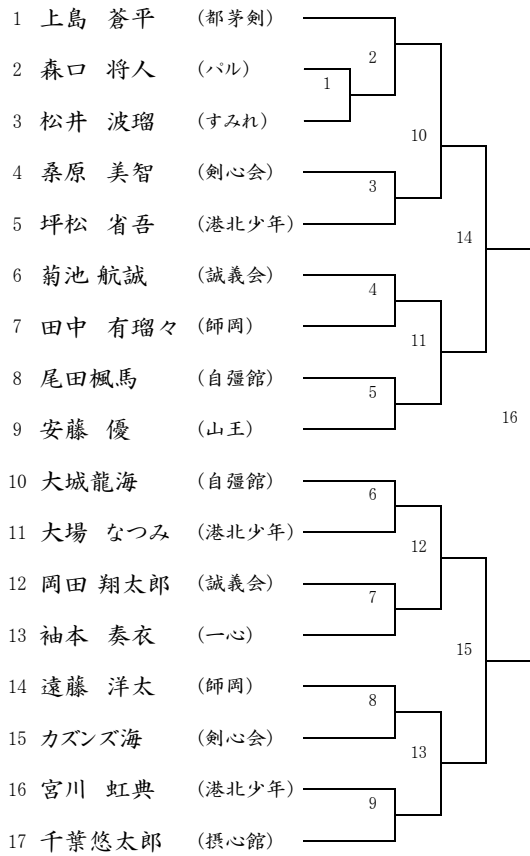 1 上島 蒼平 (都茅剣)
2 森口 将人 (パル)
3 松井 波瑠 (すみれ)
4 桑原 美智 (剣心会)
5 坪松 省吾 (港北少年)
6 菊池 航誠 (誠義会)
7 田中 有瑠々 (師岡)
8 尾田楓馬 (自彊館)
9 安藤 優 (山王)
10 大城龍海 (自彊館)
11 大場 なつみ (港北少年)
12 岡田 翔太郎 (誠義会)
13 袖本 奏衣 (一心)
14 遠藤 洋太 (師岡)
15 カズンズ海 (剣心会)
16 宮川 虹典 (港北少年)
17 千葉悠太郎 (摂心館)
1
2
3
4
5
6
7
8
9
10
11
12
13
14
15
16